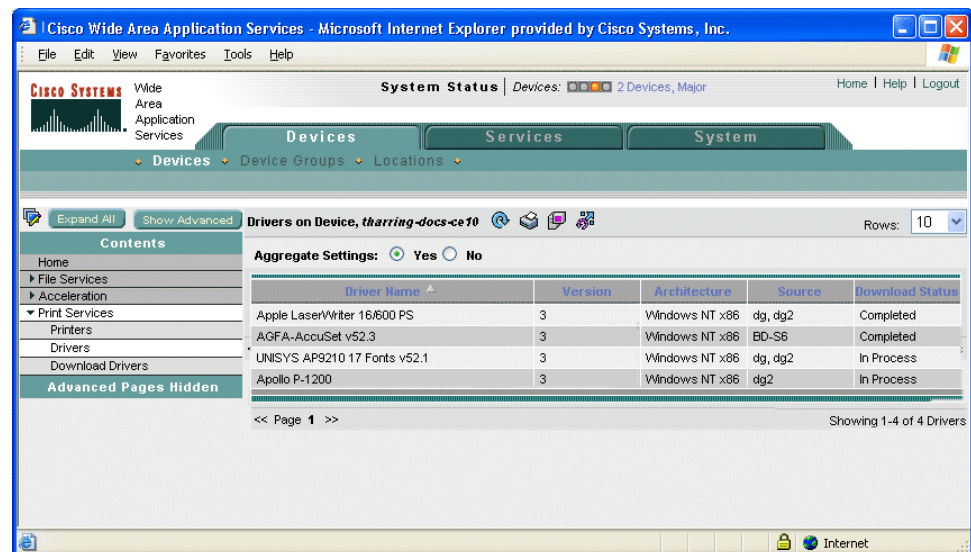 Cisco Wide Area Application Services - Microsoft Internet Explorer provided by Cisco Systems, Inc.
File Edit View Favorites Tools Help
CISCO SYSTEMS
Wide
Area
Application
Services
System Status Devices: 2 Devices, Major
Home | Help | Logout
Devices Services System
Devices Device Groups Locations
Expand All Show Advanced
Drivers on Device, tharring-docs-ce10
Rows: 10
Contents
Aggregate Settings: Yes No
Home
File Services
Acceleration
Print Services
Printers
Drivers
Download Drivers
Advanced Pages Hidden
Driver Name Version Architecture Source Download Status
Apple LaserWriter 16/600 PS 3 Windows NT x86 dg, dg2 Completed
AGFA-AccuSet v52.3 3 Windows NT x86 BD-S6 Completed
UNISYS AP9210 17 Fonts v52.1 3 Windows NT x86 dg, dg2 In Process
Apollo P-1200 3 Windows NT x86 dg2 In Process
<< Page 1 >>
Showing 1-4 of 4 Drivers
Internet